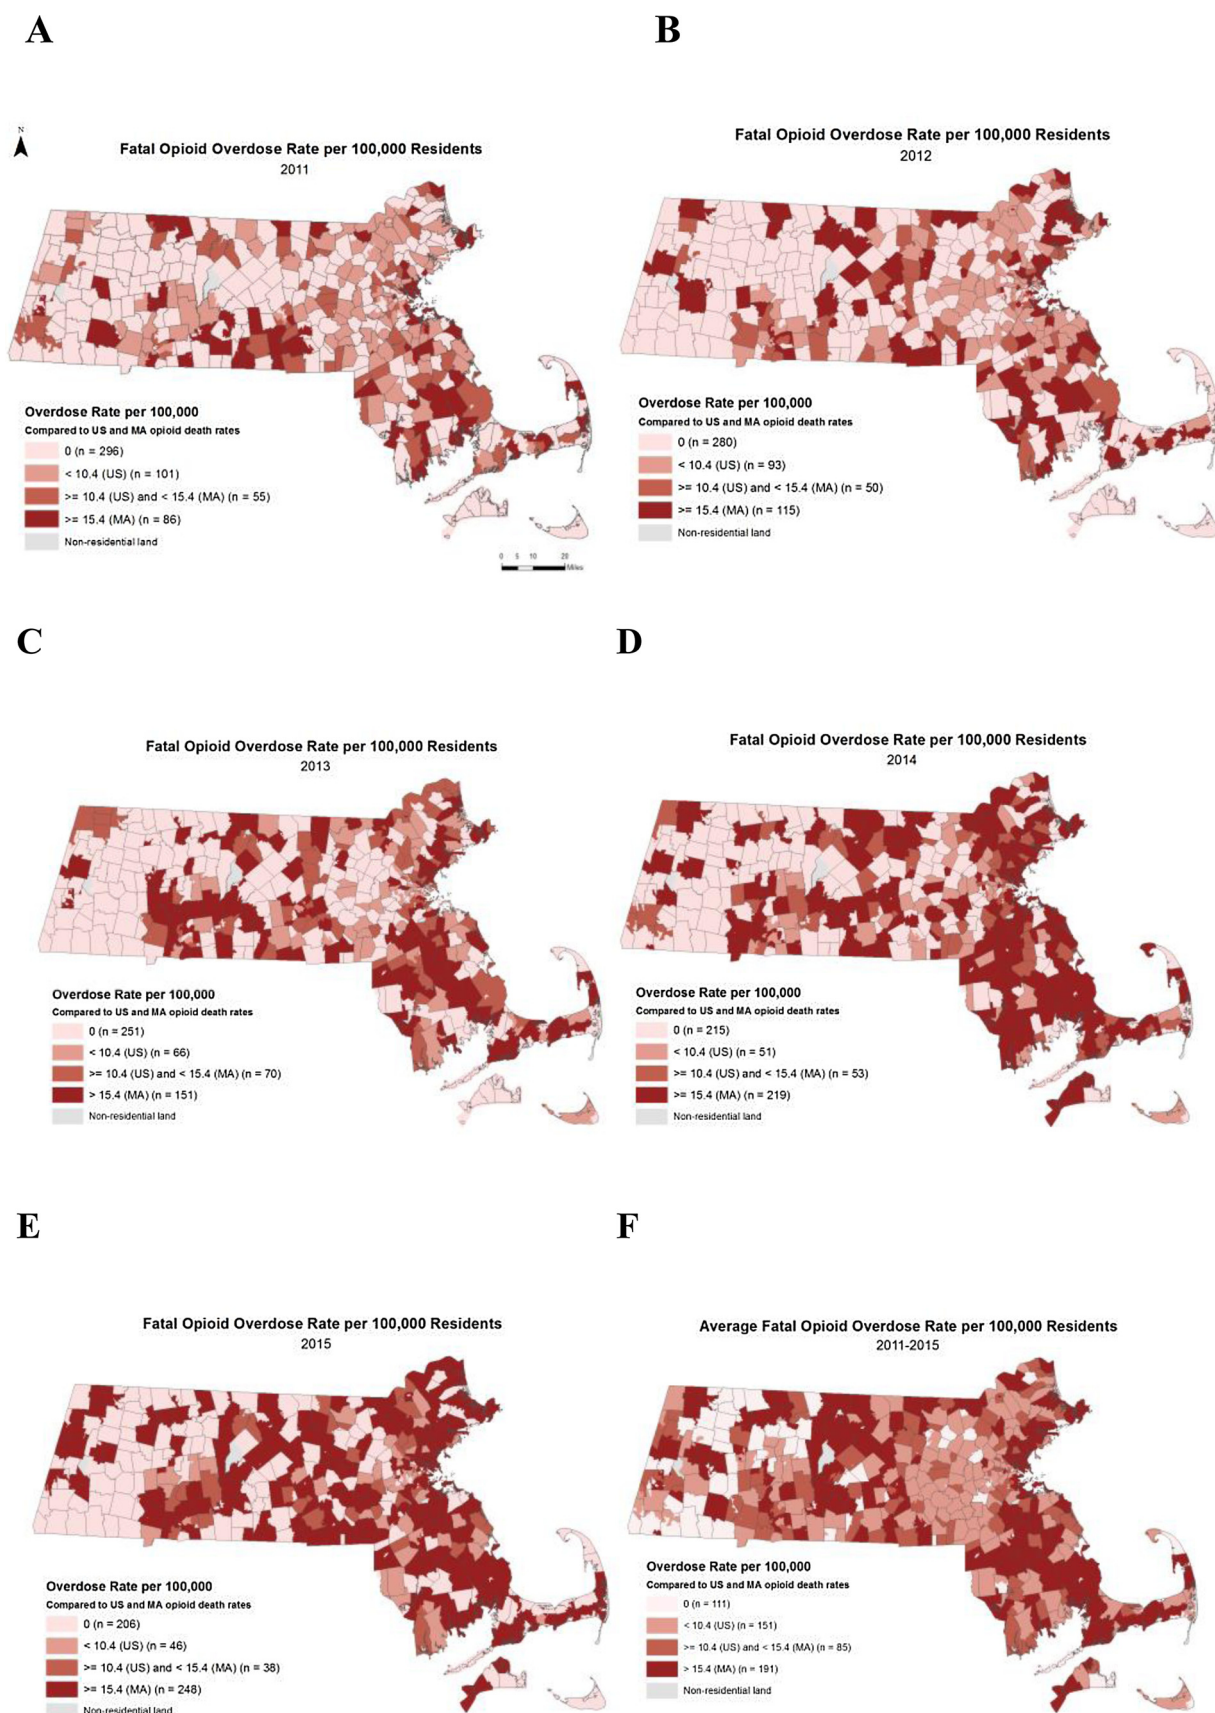 A
B
N
Fatal Opioid Overdose Rate per 100,000 Residents
2011
Fatal Opioid Overdose Rate per 100,000 Residents
2012
Overdose Rate per 100,000
Compared to US and MA opioid death rates
0 (n = 296)
< 10.4 (US) (n = 101)
>= 10.4 (US) and < 15.4 (MA) (n = 55)
>= 15.4 (MA) (n = 86)
Non-residential land
0 5 10 20
Miles
Overdose Rate per 100,000
Compared to US and MA opioid death rates
0 (n = 280)
< 10.4 (US) (n = 93)
>= 10.4 (US) and < 15.4 (MA) (n = 50)
>= 15.4 (MA) (n = 115)
Non-residential land
C
D
Fatal Opioid Overdose Rate per 100,000 Residents
2013
Fatal Opioid Overdose Rate per 100,000 Residents
2014
Overdose Rate per 100,000
Compared to US and MA opioid death rates
0 (n = 251)
< 10.4 (US) (n = 66)
>= 10.4 (US) and < 15.4 (MA) (n = 70)
> 15.4 (MA) (n = 151)
Non-residential land
Overdose Rate per 100,000
Compared to US and MA opioid death rates
0 (n = 215)
< 10.4 (US) (n = 51)
>= 10.4 (US) and < 15.4 (MA) (n = 53)
>= 15.4 (MA) (n = 219)
Non-residential land
E
F
Fatal Opioid Overdose Rate per 100,000 Residents
2015
Average Fatal Opioid Overdose Rate per 100,000 Residents
2011-2015
Overdose Rate per 100,000
Compared to US and MA opioid death rates
0 (n = 206)
< 10.4 (US) (n = 46)
>= 10.4 (US) and < 15.4 (MA) (n = 38)
>= 15.4 (MA) (n = 248)
Non-residential land
Overdose Rate per 100,000
Compared to US and MA opioid death rates
0 (n = 111)
< 10.4 (US) (n = 151)
>= 10.4 (US) and < 15.4 (MA) (n = 85)
> 15.4 (MA) (n = 191)
Non-residential land